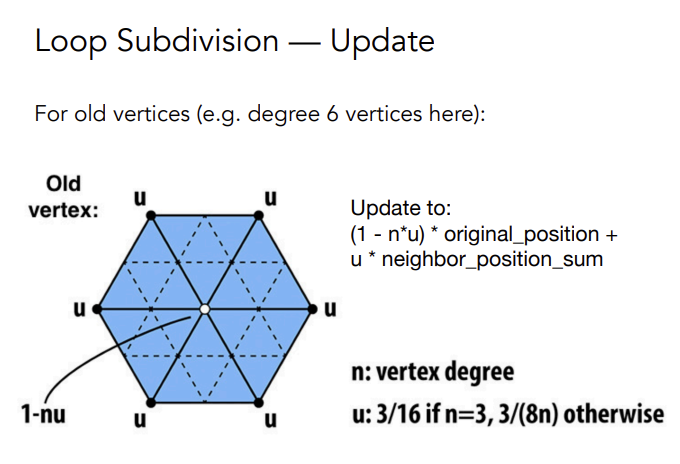 Loop Subdivision — Update
For old vertices (e.g. degree 6 vertices here):
Old
vertex:
u
u
Update to:
(1 - n*u) * original_position +
u * neighbor_position_sum
u
u
n: vertex degree
1-nu
u
u
u: 3/16 if n=3, 3/(8n) otherwise